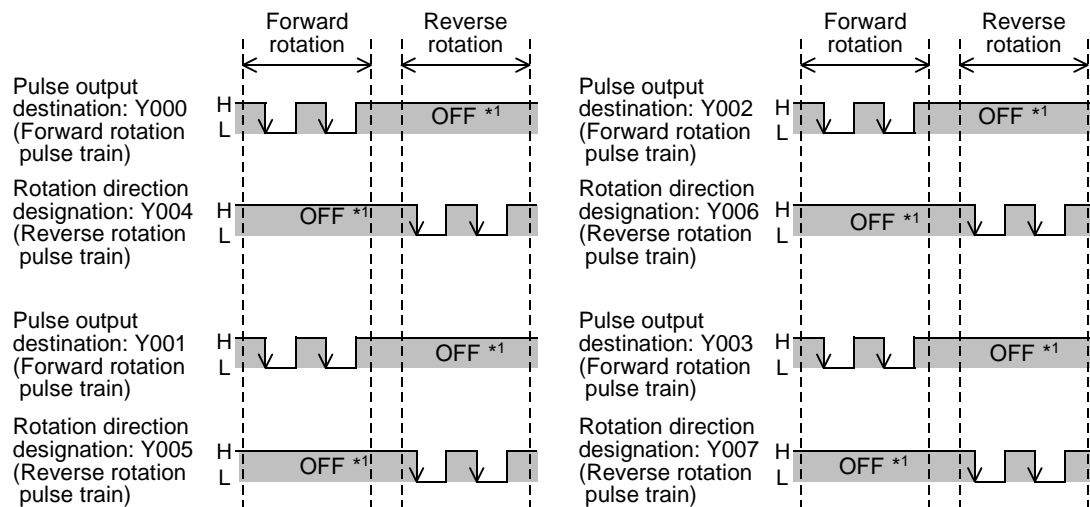 Forward
rotation
Reverse
rotation
Pulse output
destination: Y000
(Forward rotation
pulse train)
H
L
OFF *1
Rotation direction
designation: Y004
(Reverse rotation
pulse train)
H
L
OFF *1
Pulse output
destination: Y001
(Forward rotation
pulse train)
H
L
OFF *1
Rotation direction
designation: Y005
(Reverse rotation
pulse train)
H
L
OFF *1
Forward
rotation
Reverse
rotation
Pulse output
destination: Y002
(Forward rotation
pulse train)
H
L
OFF *1
Rotation direction
designation: Y006
(Reverse rotation
pulse train)
H
L
OFF *1
Pulse output
destination: Y003
(Forward rotation
pulse train)
H
L
OFF *1
Rotation direction
designation: Y007
(Reverse rotation
pulse train)
H
L
OFF *1